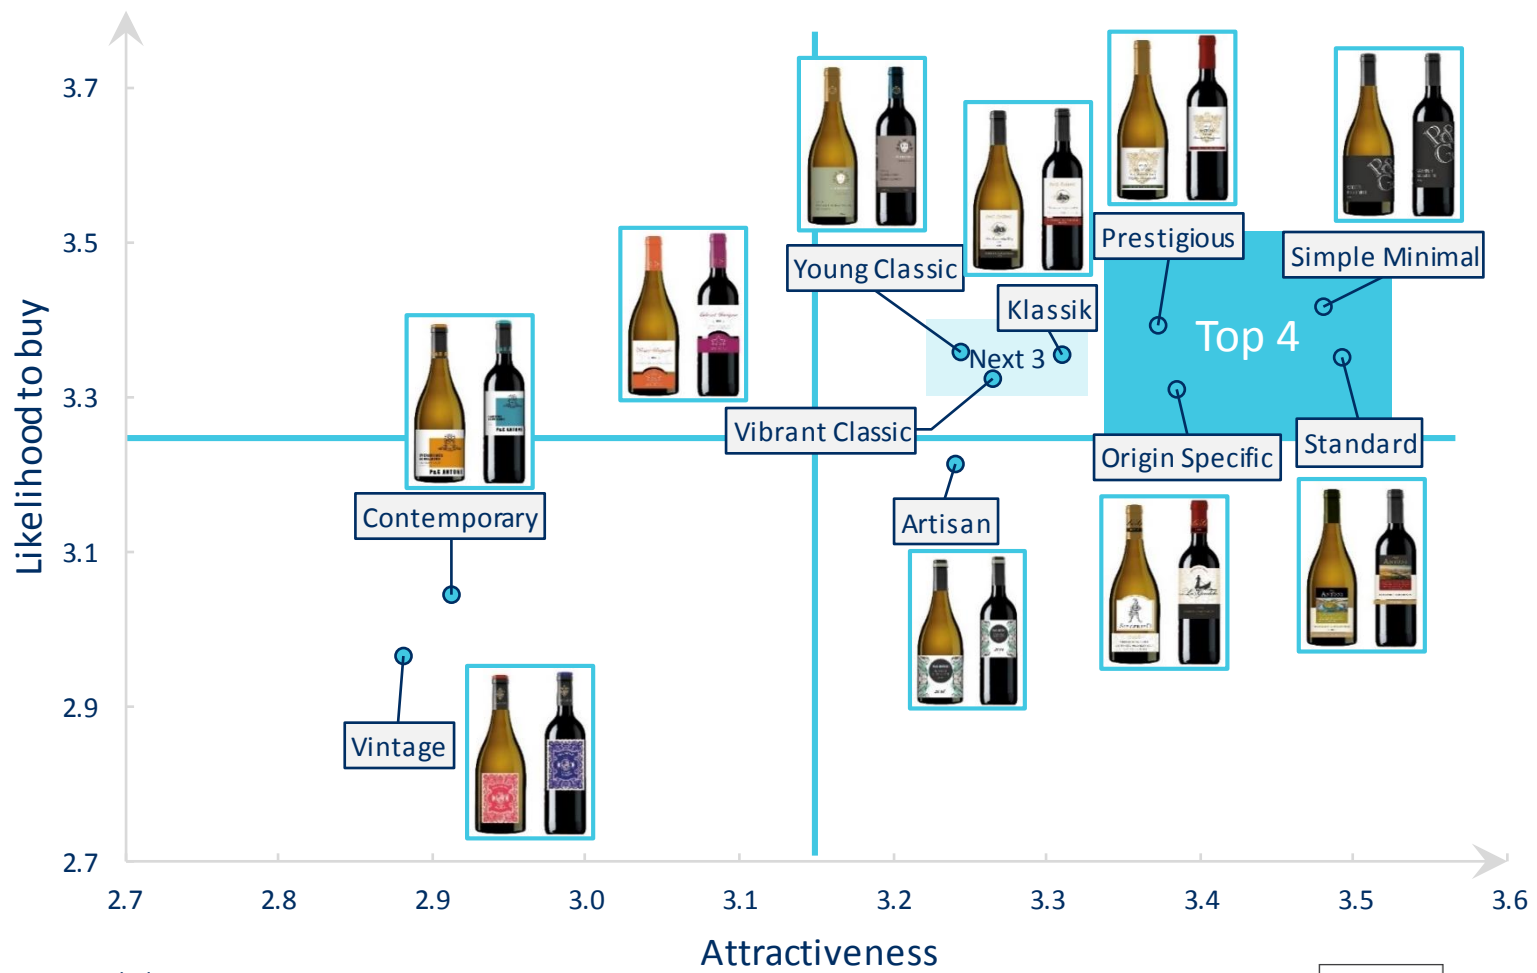 3.7
3.5
3.3
3.1
2.9
2.7
Likelihood to buy
Young Classic
Klassik
Prestigious
Simple Minimal
Top 4
Next 3
Vibrant Classic
Origin Specific
Standard
Artisan
Contemporary
Vintage
P&G
P&G
2.7 2.8 2.9 3.0 3.1 3.2 3.3 3.4 3.5 3.6
Attractiveness